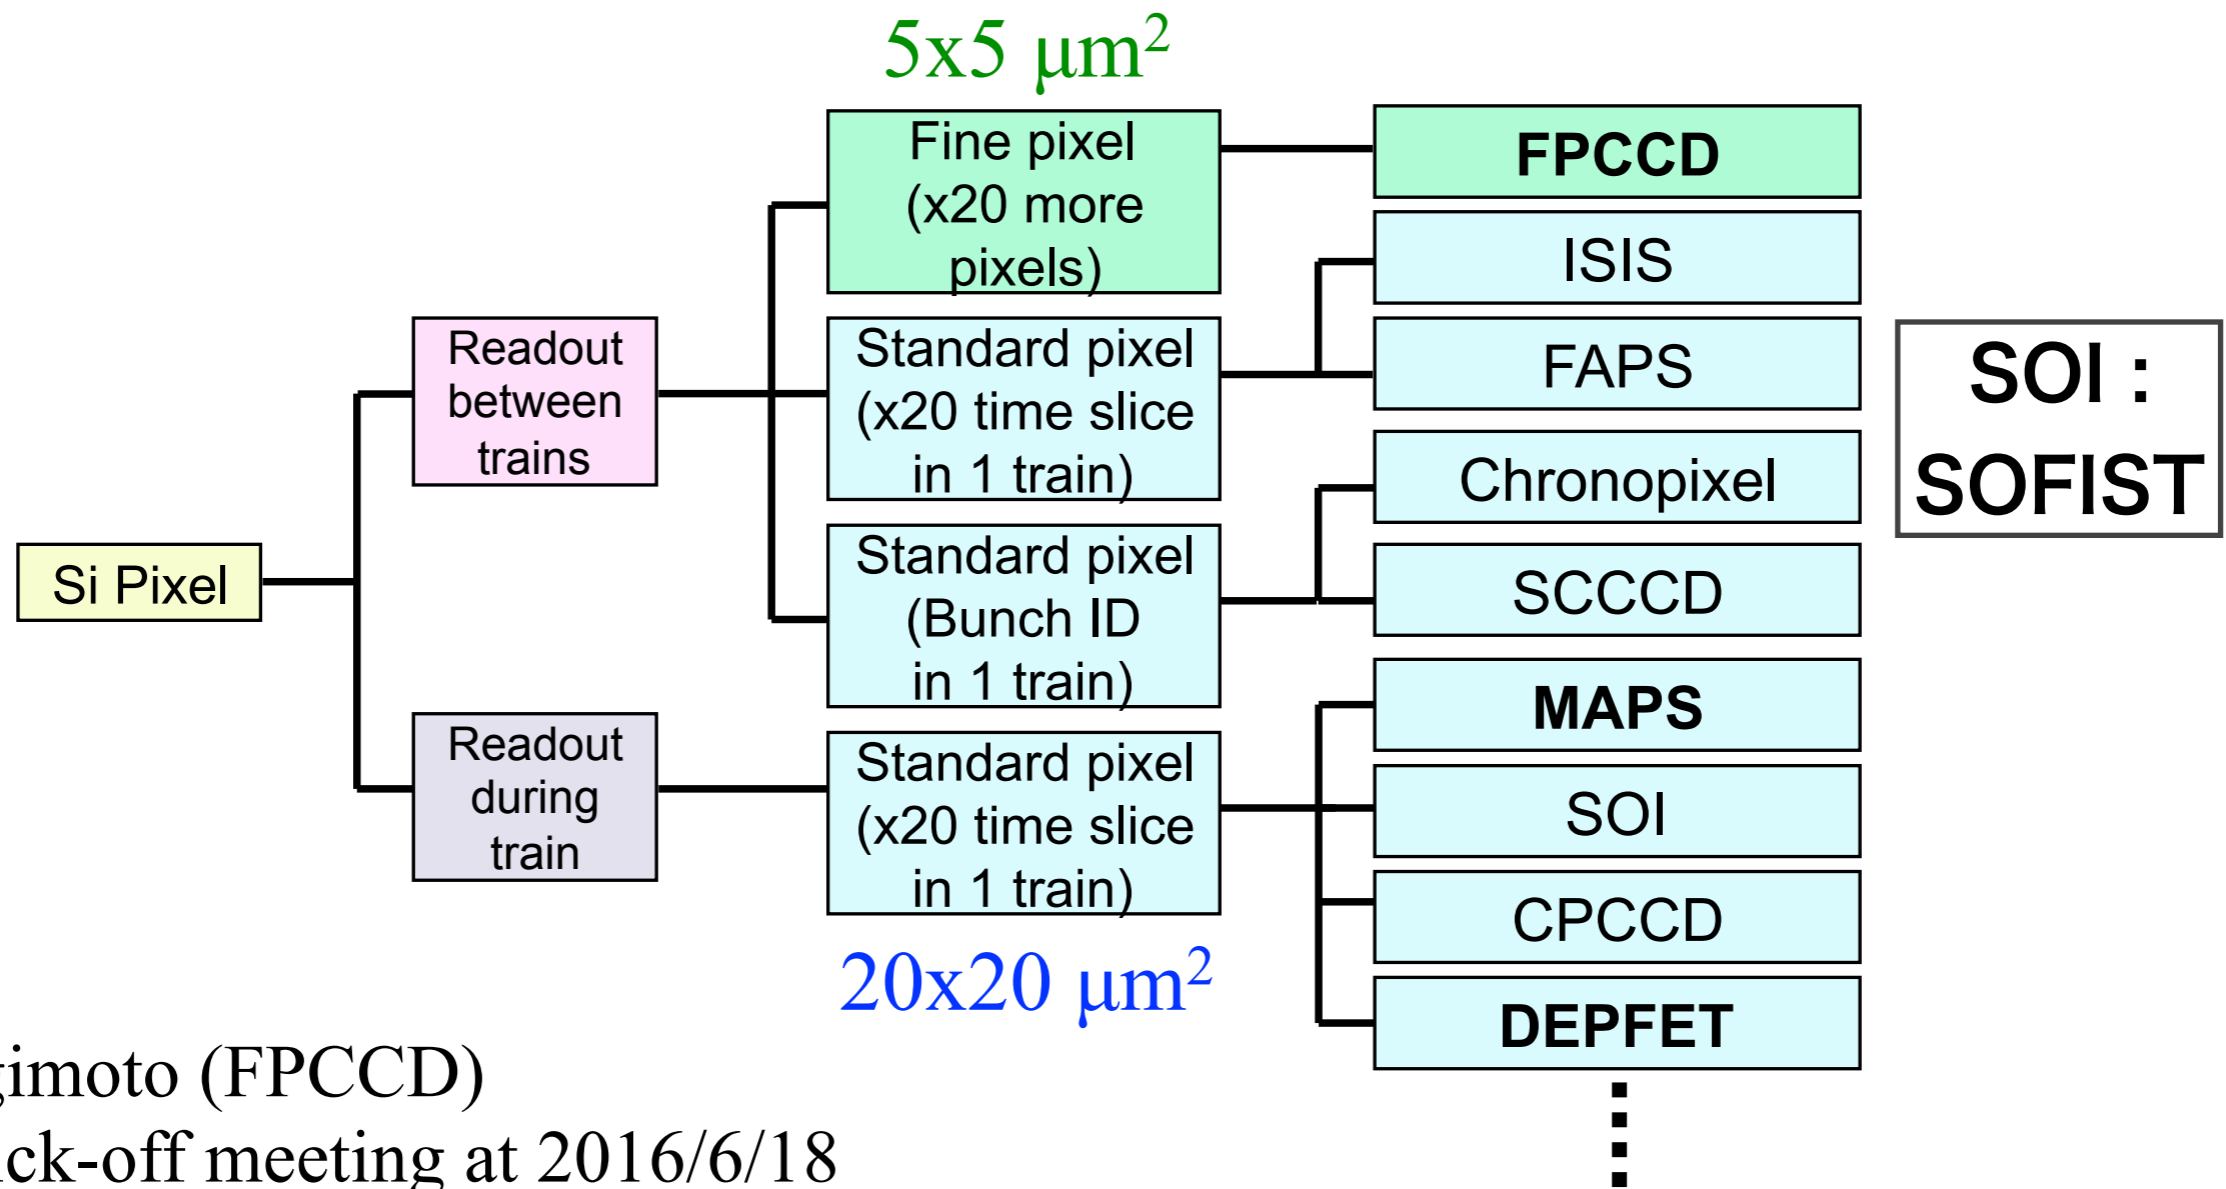 5x5 μm²
Fine pixel
(x20 more
pixels)
FPCCD
ISIS
Readout
between
trains
Standard pixel
(x20 time slice
in 1 train)
FAPS
SOI :
SOFIST
Chronopixel
Si Pixel
Standard pixel
(Bunch ID
in 1 train)
SCCCD
MAPS
Readout
during
train
Standard pixel
(x20 time slice
in 1 train)
SOI
CPCCD
20x20 μm²
DEPFET
(FPCCD)
meeting at 2016/6/18